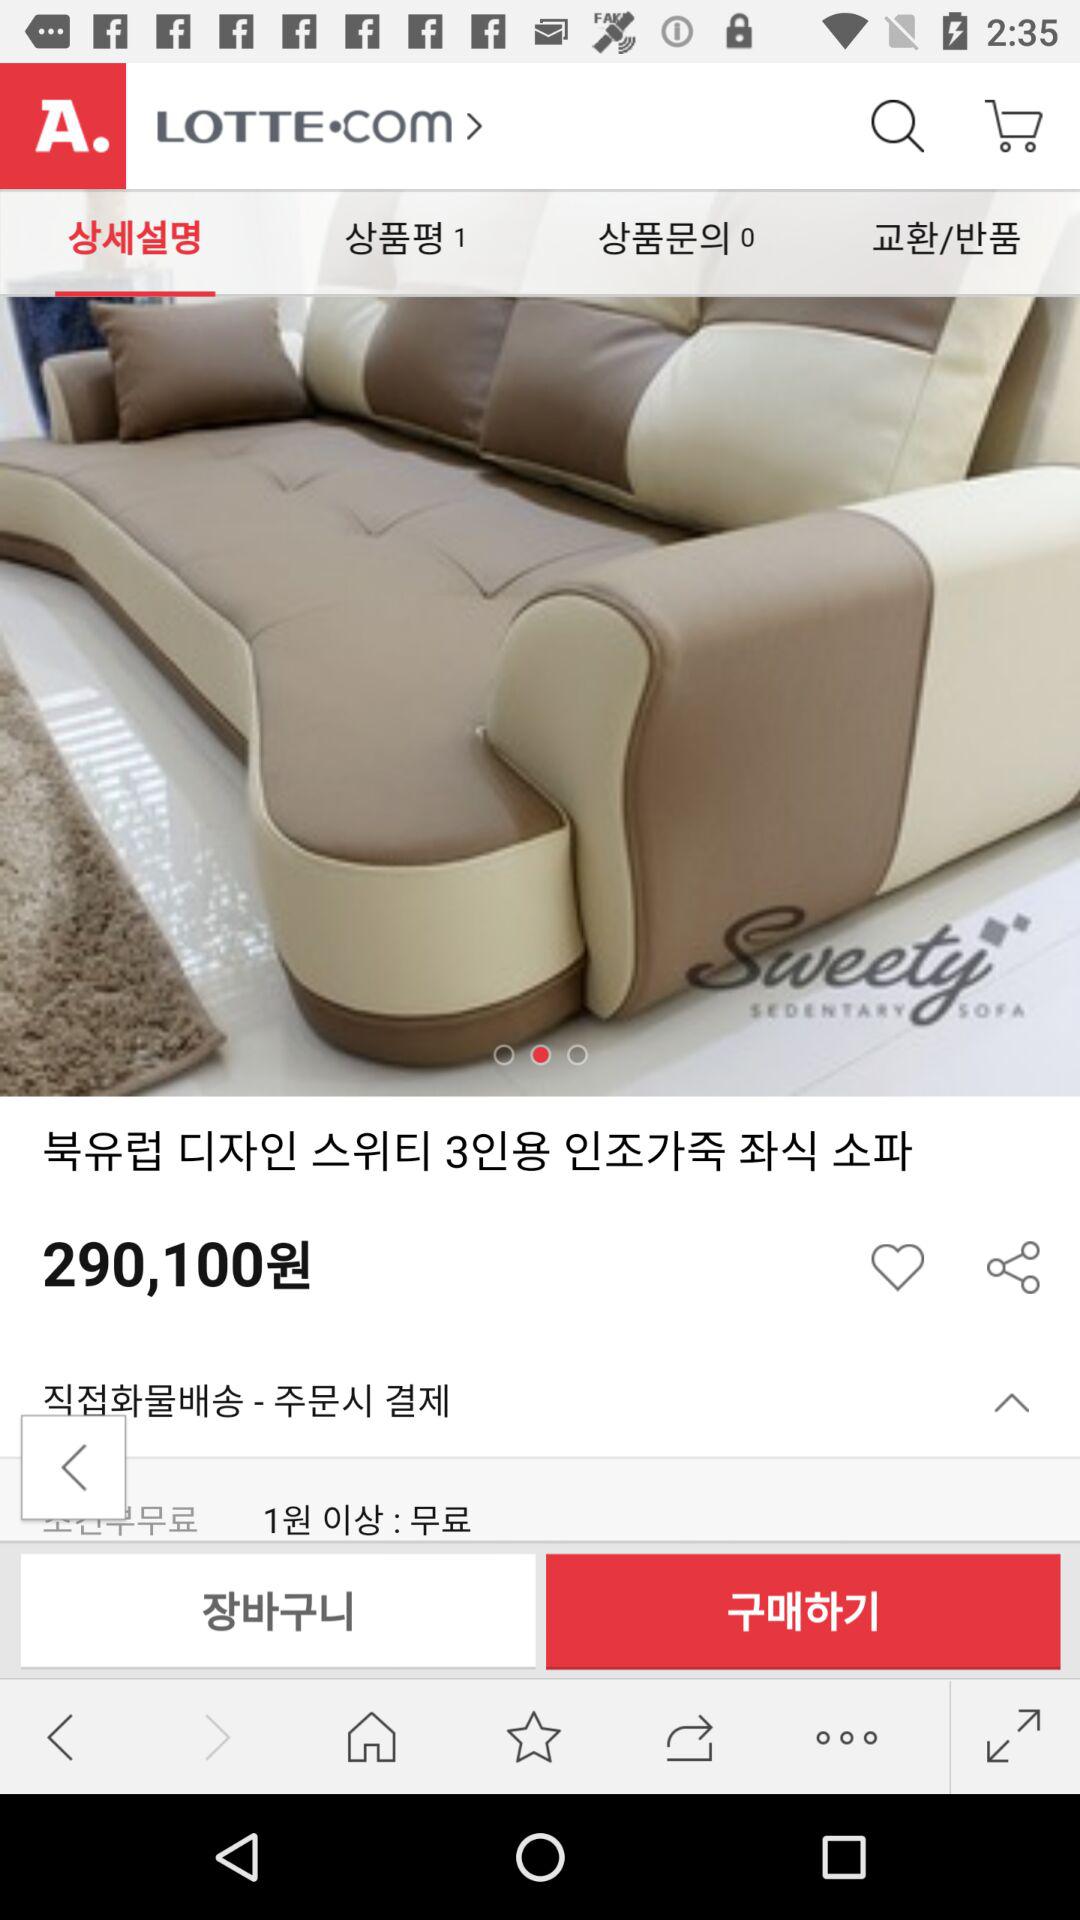 FAKE
2:35
A. LOTTE•COM >
상세설명 상품평 1 상품문의 0 교환/반품
Sweety
SEDENTARY SOFA
북유럽 디자인 스위티 3인용 인조가죽 좌식 소파
290,100원
직접화물배송 - 주문시 결제
조건부무료 1원 이상 : 무료
장바구니 구매하기